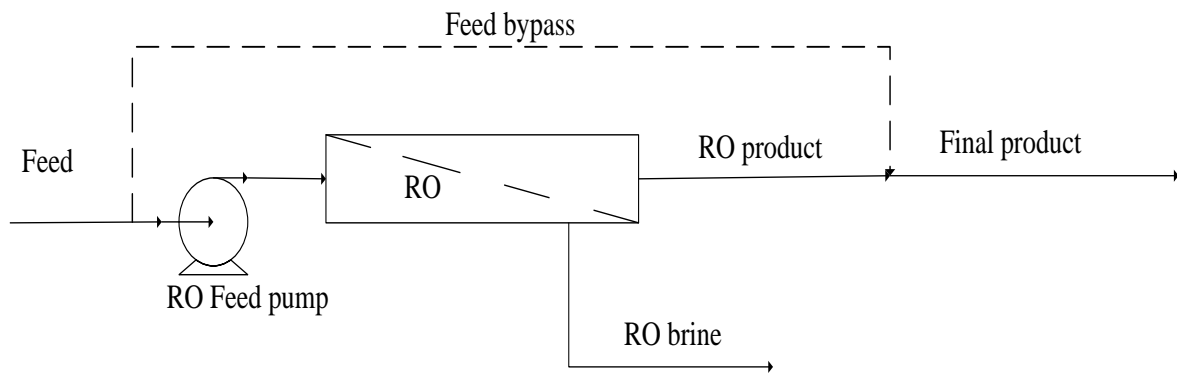 Feed bypass
Feed
RO product
Final product
RO
RO Feed pump
RO brine